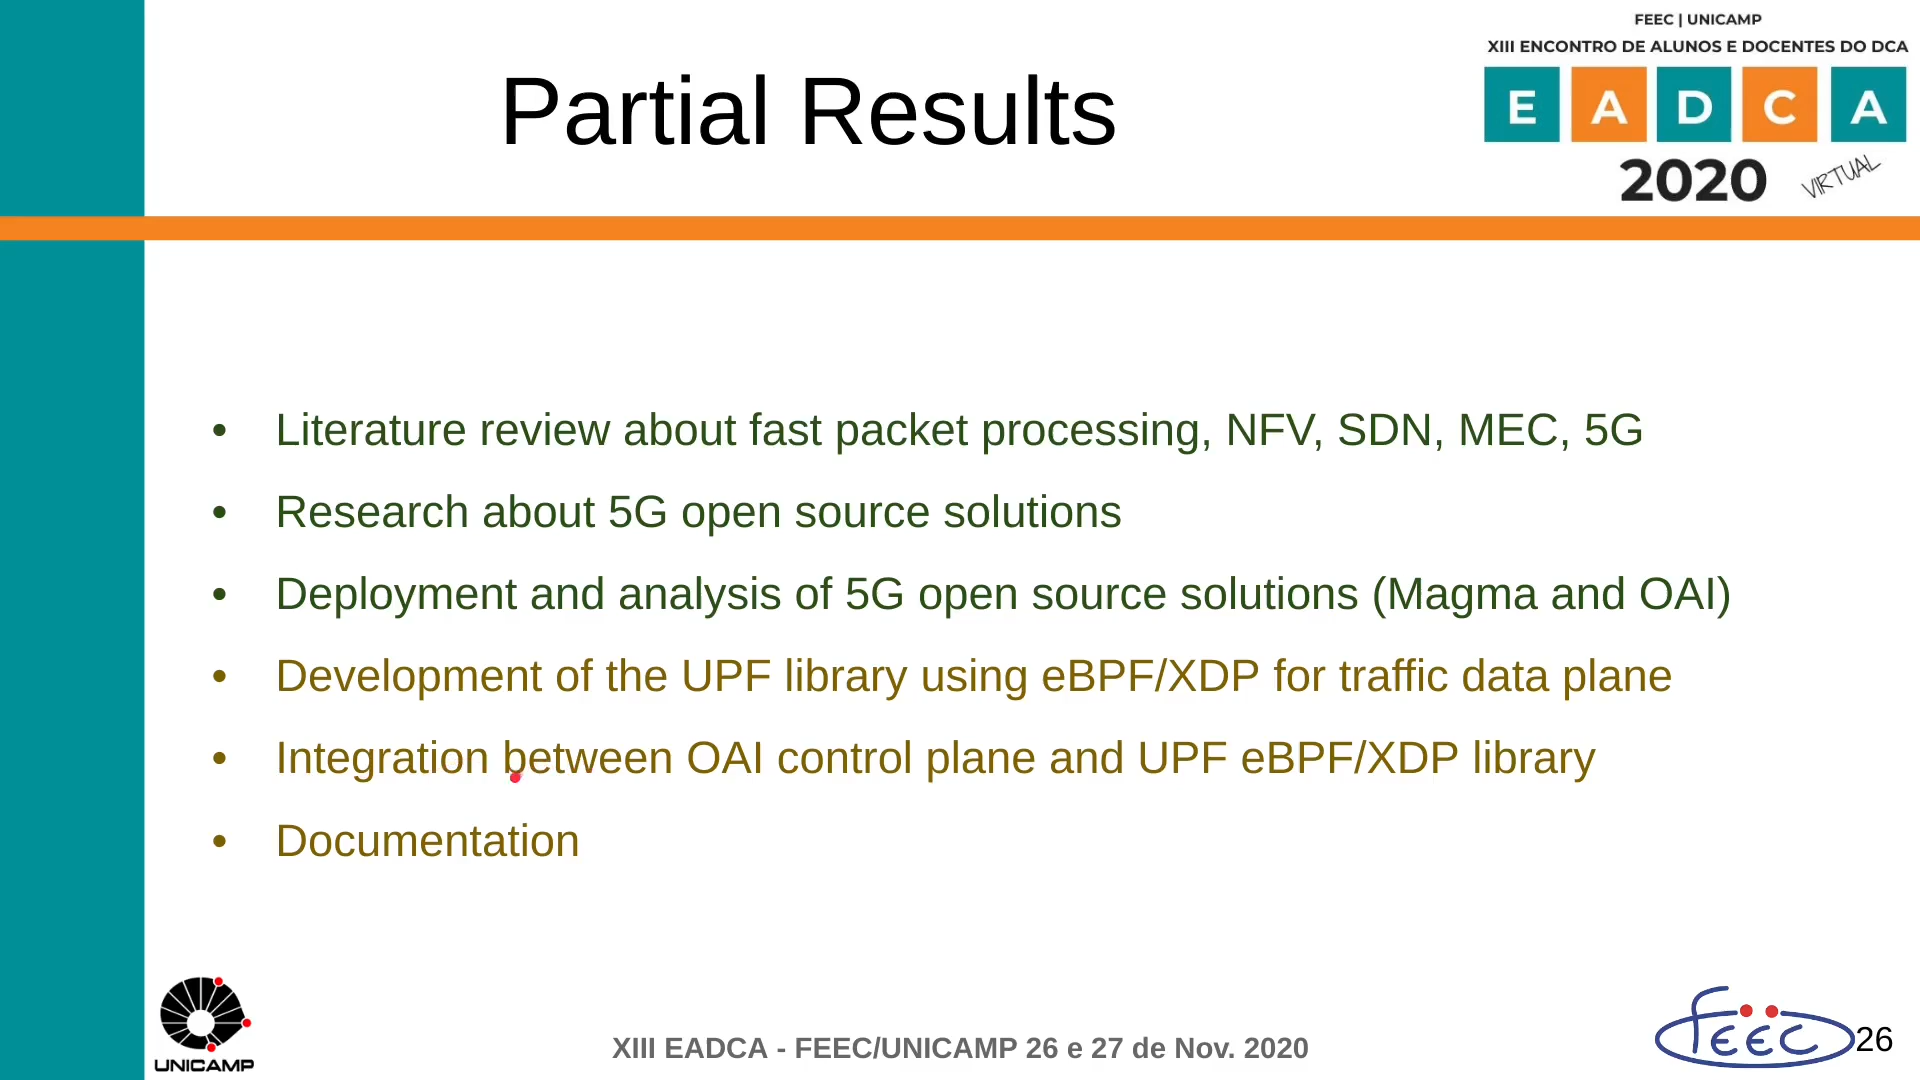 FEEC | UNICAMP
XIII ENCONTRO DE ALUNOS E DOCENTES DO DCA
E A D C A
2020 VIRTUAL
Partial Results
• Literature review about fast packet processing, NFV, SDN, MEC, 5G
• Research about 5G open source solutions
• Deployment and analysis of 5G open source solutions (Magma and OAI)
• Development of the UPF library using eBPF/XDP for traffic data plane
• Integration between OAI control plane and UPF eBPF/XDP library
• Documentation
UNICAMP
XIII EADCA - FEEC/UNICAMP 26 e 27 de Nov. 2020
feec
26